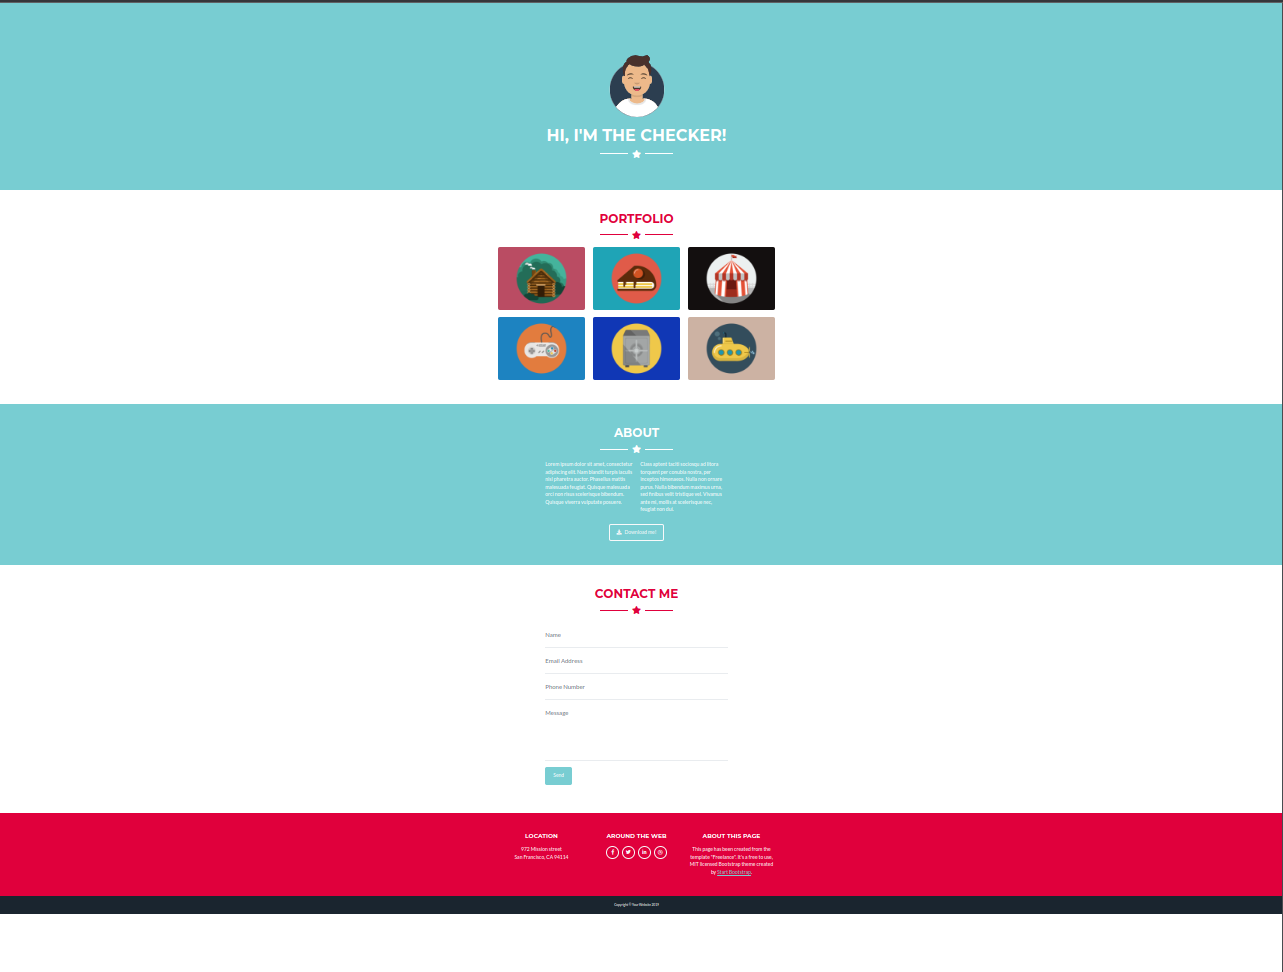 HI, I'M THE CHECKER!
PORTFOLIO
ABOUT
Lorem ipsum dolor sit amet, consectetur
adipiscing elit. Nam blandit turpis iaculis
nisl pharetra auctor. Phasellus mattis
malesuada feugiat. Quisque malesuada
orci non risus scelerisque bibendum.
Quisque viverra vulputate posuere.
Class aptent taciti sociosqu ad litora
torquent per conubia nostra, per
inceptos himenaeos. Nulla non ornare
purus. Nulla bibendum maximus urna,
sed finibus velit tristique vel. Vivamus
ante mi, mollis at scelerisque nec,
feugiat non dui.
Download me!
CONTACT ME
Name
Email Address
Phone Number
Message
Send
LOCATION
972 Mission street
San Francisco, CA 94114
AROUND THE WEB
ABOUT THIS PAGE
This page has been created from the
template "Freelance". It's a free to use,
MIT licensed Bootstrap theme created
by Start Bootstrap.
Copyright © Your Website 2019